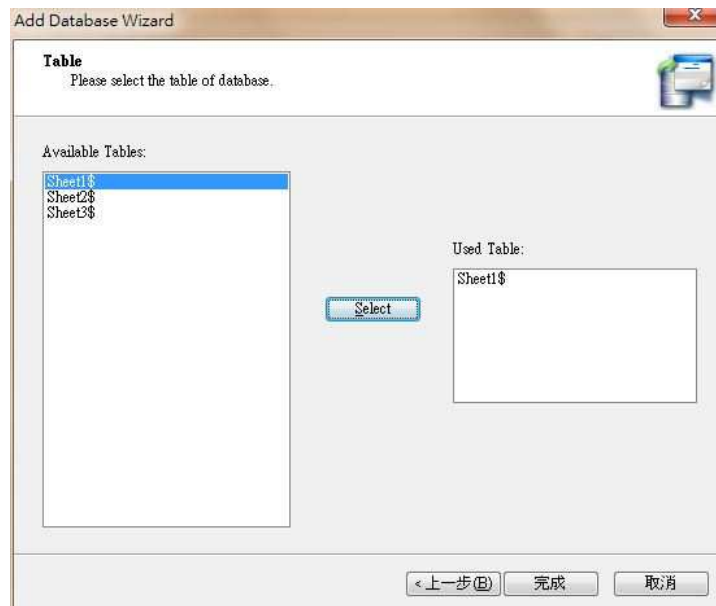 Add Database Wizard
Table
Please select the table of database.
Available Tables:
Sheet1$
Sheet2$
Sheet3$
Used Table:
Sheet1$
Select
<上一步(B)
完成
取消